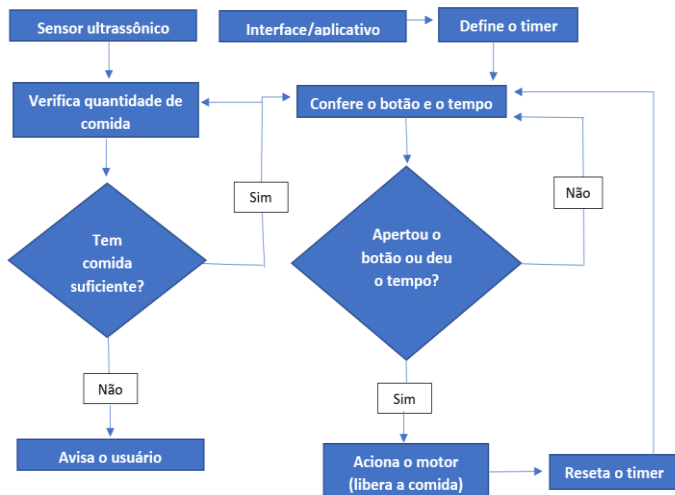 Sensor ultrassônico
Interface/aplicativo
Define o timer
Verifica quantidade de
comida
Confere o botão e o tempo
Sim
Não
Tem
comida
suficiente?
Apertou o
botão ou deu
o tempo?
Não
Sim
Avisa o usuário
Aciona o motor
(libera a comida)
Reseta o timer